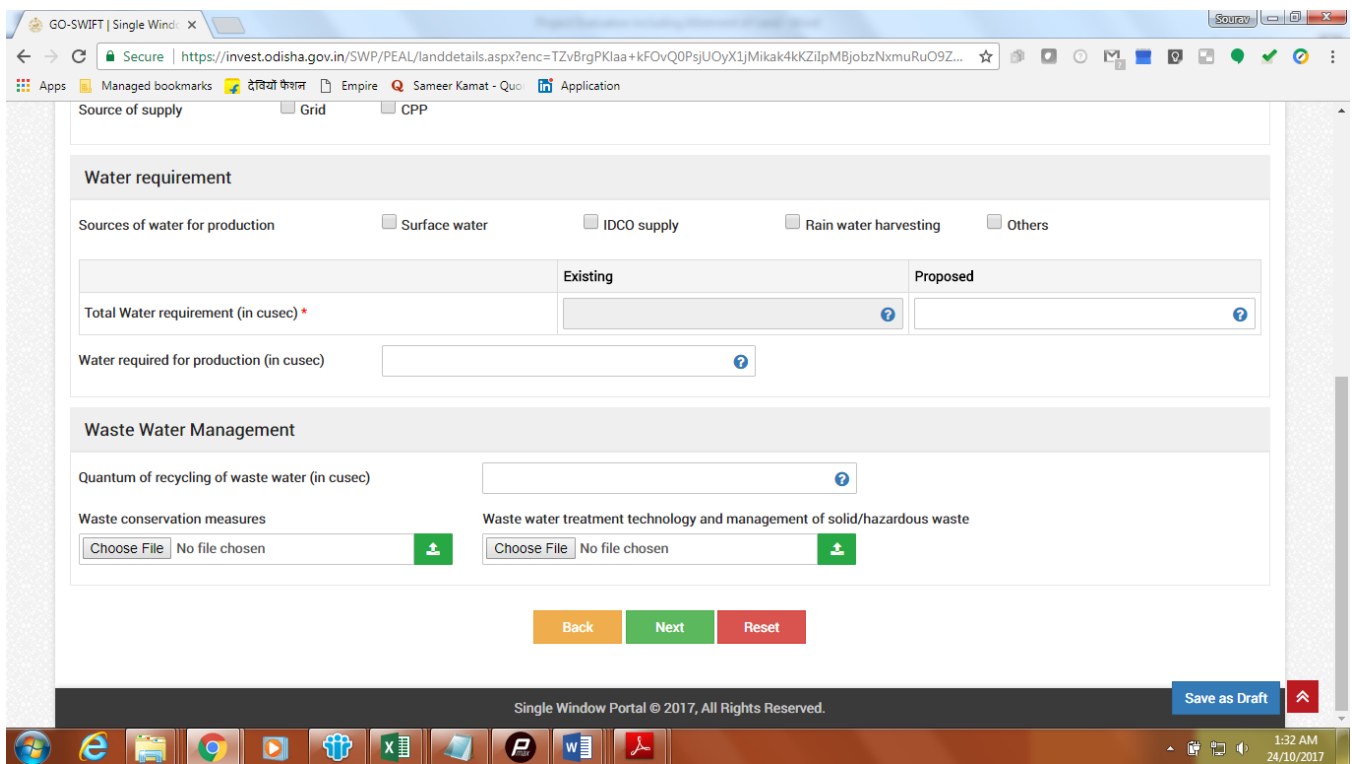 GO-SWIFT | Single Wind
Sourav
Secure | https://invest.odisha.gov.in/SWP/PEAL/landdetails.aspx?enc=TZvBrgPKIaa+kFOvQ0PsjUOyX1jMikak4kKZiIpMBjobzNxmuRuO9Z...
Apps Managed bookmarks देवियों फैशन Empire Sameer Kamat - Quo Application
Source of supply Grid CPP
Water requirement
Sources of water for production Surface water IDCO supply Rain water harvesting Others
Existing Proposed
Total Water requirement (in cusec) *
Water required for production (in cusec)
Waste Water Management
Quantum of recycling of waste water (in cusec)
Waste conservation measures Waste water treatment technology and management of solid/hazardous waste
Choose File No file chosen Choose File No file chosen
Back Next Reset
Save as Draft
Single Window Portal © 2017, All Rights Reserved.
1:32 AM
24/10/2017